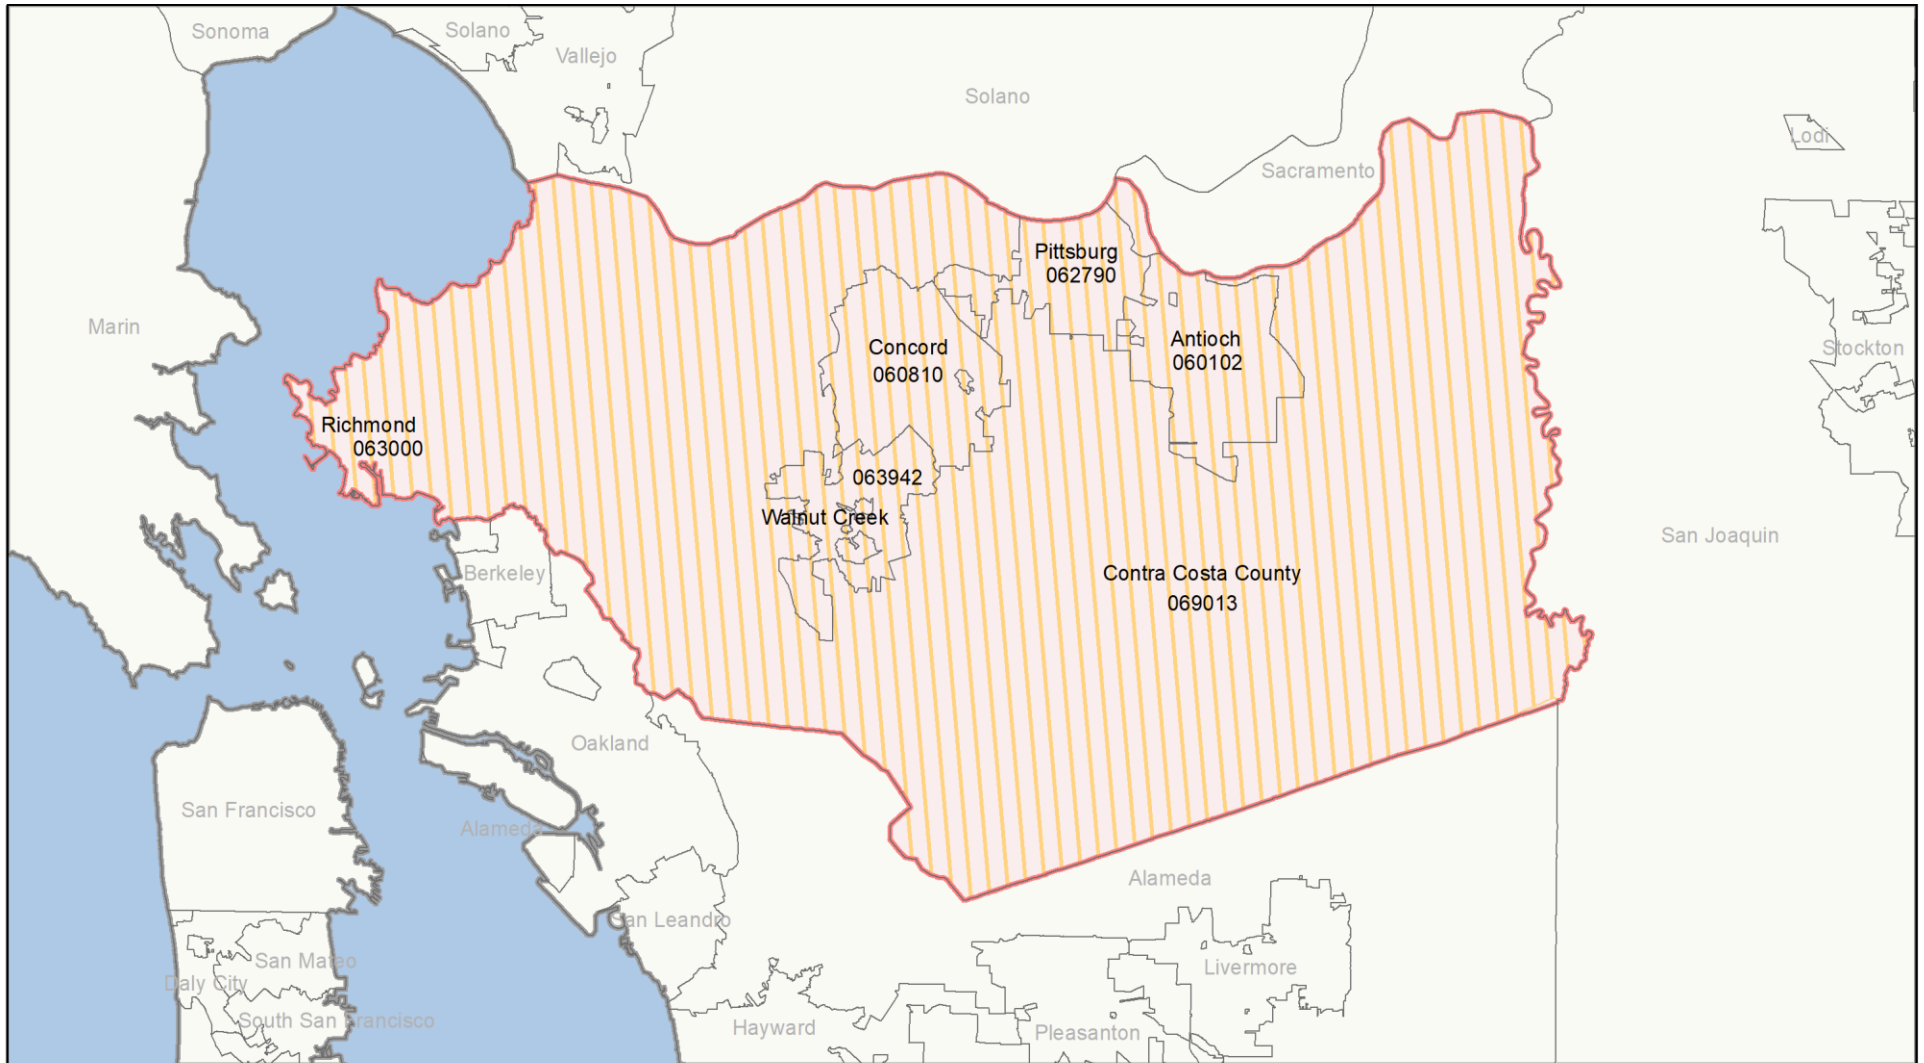 Sonoma
Solano
Vallejo
Solano
Lodi
Sacramento
Pittsburg
062790
Marin
Antioch
060102
Concord
060810
Stockton
Richmond
063000
063942
Walnut Creek
San Joaquin
Berkeley
Contra Costa County
069013
Oakland
San Francisco
Alameda
Alameda
San Leandro
San Mateo
Livermore
Daly City
South San Francisco
Hayward
Pleasanton